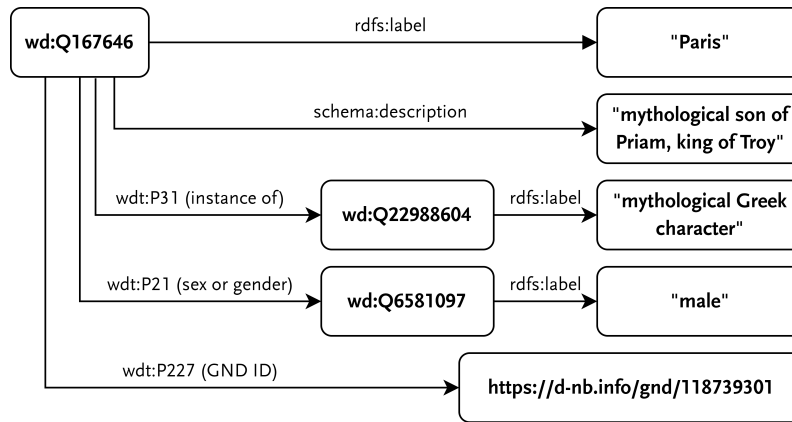 rdfs:label
wd:Q167646
"Paris"
schema:description
"mythological son of
Priam, king of Troy"
wdt:P31 (instance of)
wd:Q22988604
rdfs:label
"mythological Greek
character"
wdt:P21 (sex or gender)
wd:Q6581097
rdfs:label
"male"
wdt:P227 (GND ID)
https://d-nb.info/gnd/118739301